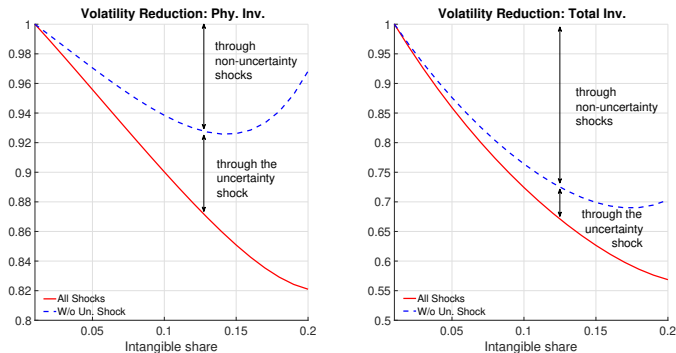 Volatility Reduction: Phy. Inv.
1
0.98
0.96
0.94
0.92
0.9
0.88
0.86
0.84
0.82
0.8
through
non-uncertainty
shocks
through the
uncertainty
shock
All Shocks
W/o Un. Shock
0.05
0.1
0.15
0.2
Intangible share
Volatility Reduction: Total Inv.
1
0.95
0.9
0.85
0.8
0.75
0.7
0.65
0.6
0.55
0.5
through
non-uncertainty
shocks
through the
uncertainty
shock
All Shocks
W/o Un. Shock
0.05
0.1
0.15
0.2
Intangible share